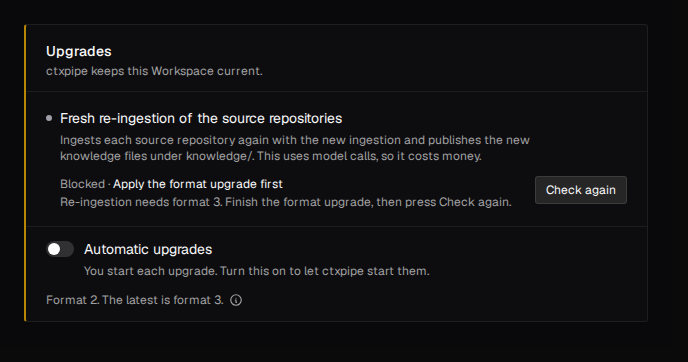 Upgrades
ctxpipe keeps this Workspace current.
Fresh re-ingestion of the source repositories
Ingests each source repository again with the new ingestion and publishes the new
knowledge files under knowledge/. This uses model calls, so it costs money.
Blocked · Apply the format upgrade first
Re-ingestion needs format 3. Finish the format upgrade, then press Check again.
Check again
Automatic upgrades
You start each upgrade. Turn this on to let ctxpipe start them.
Format 2. The latest is format 3.